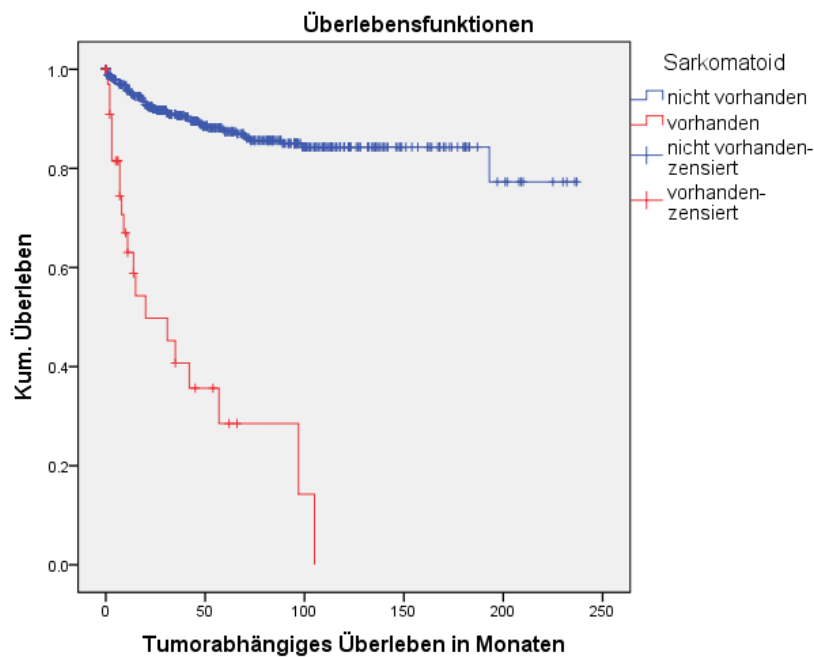 Überlebensfunktionen
Sarkomatoid
nicht vorhanden
vorhanden
nicht vorhanden-
zensiert
vorhanden-
zensiert
Kum. Überleben
1.0
0.8
0.6
0.4
0.2
0.0
0
50
100
150
200
250
Tumorabhängiges Überleben in Monaten